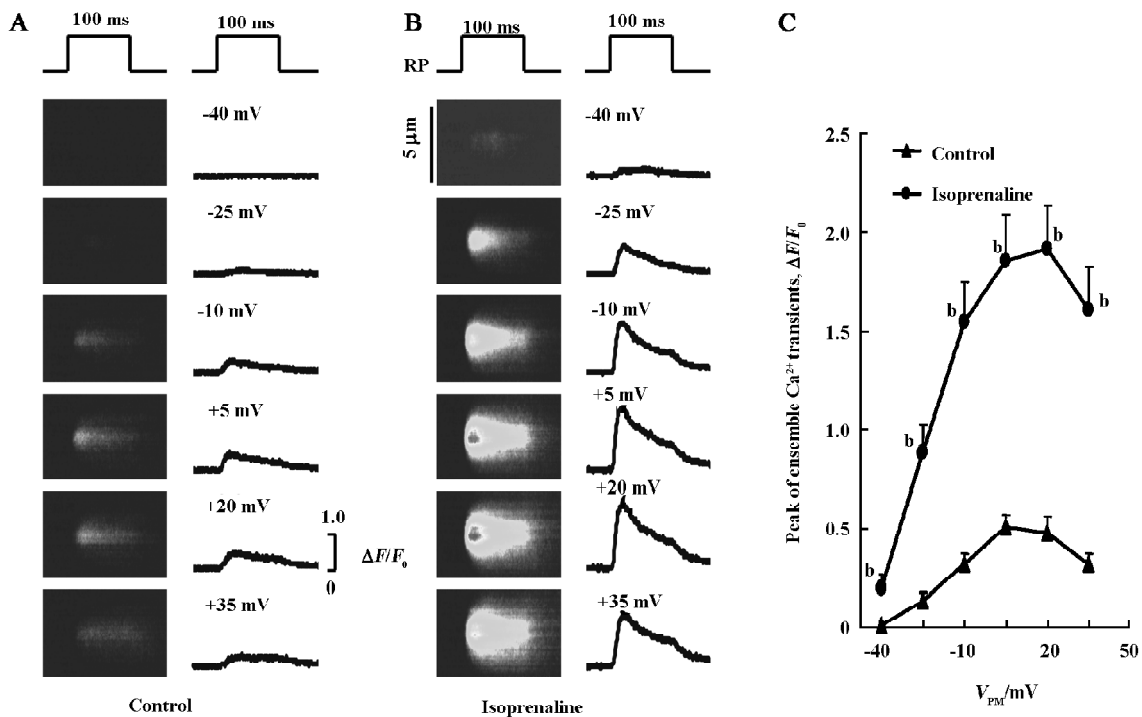 A
100 ms
100 ms
-40 mV
-25 mV
-10 mV
+5 mV
+20 mV
1.0
0
ΔF/F₀
+35 mV
Control
B
100 ms
100 ms
RP
5 μm
-40 mV
-25 mV
-10 mV
+5 mV
+20 mV
+35 mV
Isoprenaline
C
Peak of ensemble Ca²⁺ transients, ΔF/F₀
2.5
2.0
1.5
1.0
0.5
0
Control
Isoprenaline
b
b
b
b
b
b
-40
-10
20
50
V_PM/mV